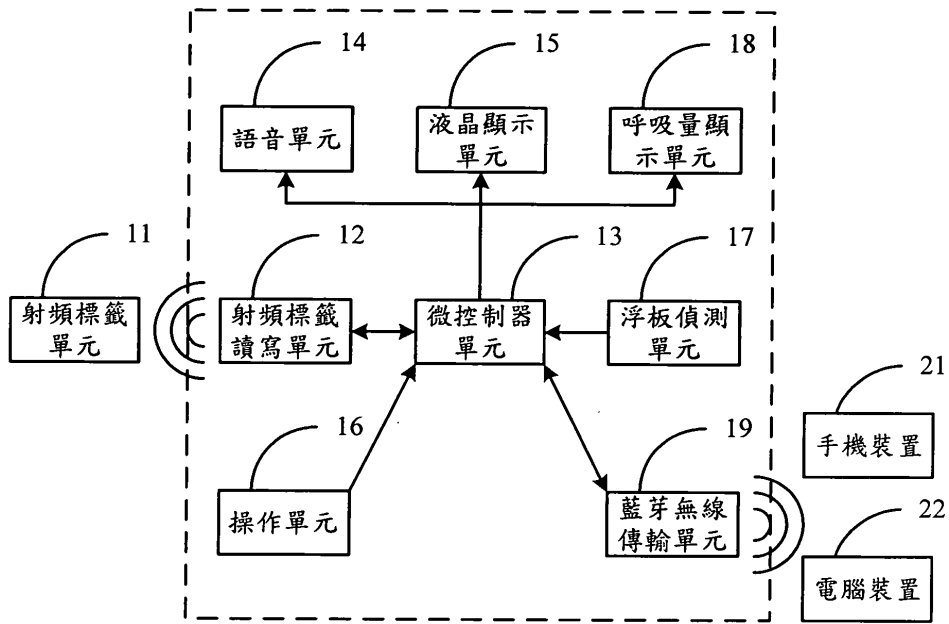 14
15
18
語音單元
液晶顯示
單元
呼吸量顯
示單元
11
12
13
17
射頻標籤
單元
射頻標籤
讀寫單元
微控制器
單元
浮板偵測
單元
16
19
21
操作單元
藍芽無線
傳輸單元
手機裝置
22
電腦裝置